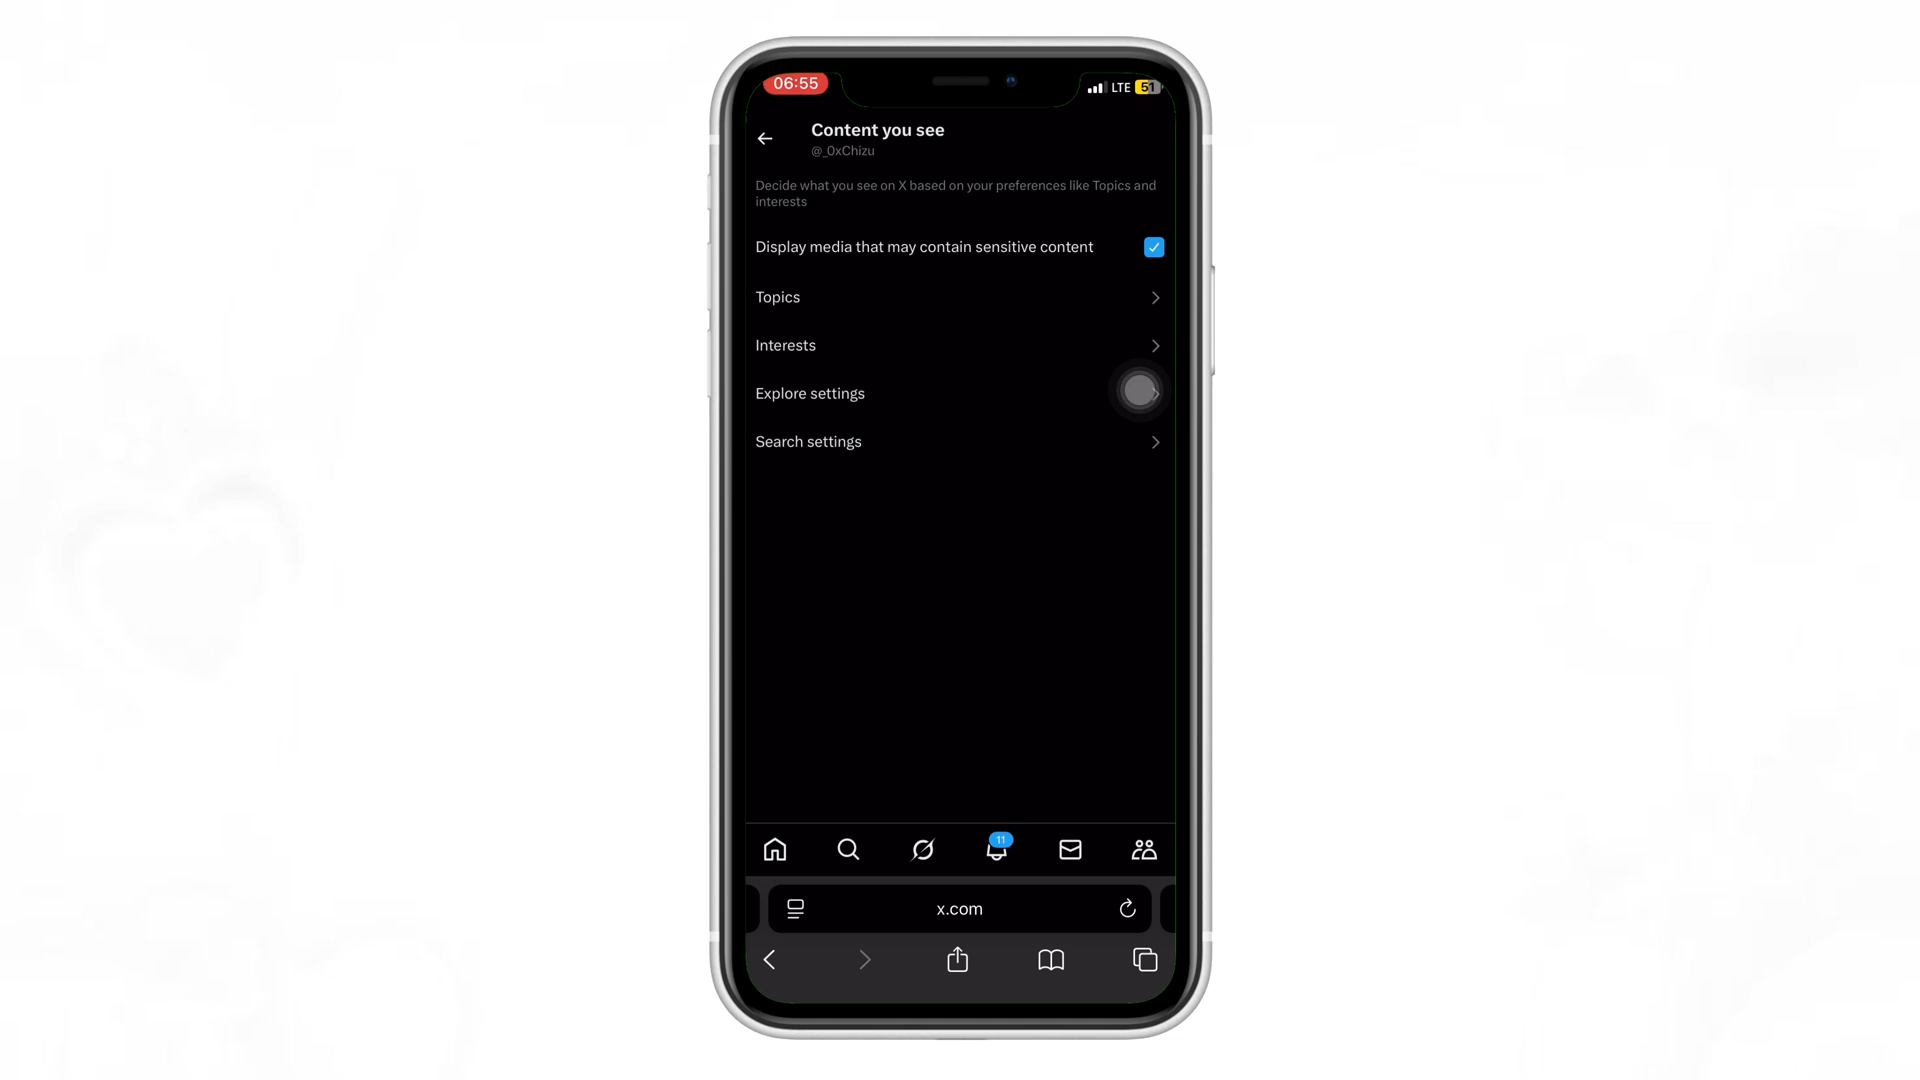 06:55
LTE 51
Content you see
@_0xChizu
Decide what you see on X based on your preferences like Topics and
interests
Display media that may contain sensitive content
Topics
Interests
Explore settings
Search settings
11
x.com